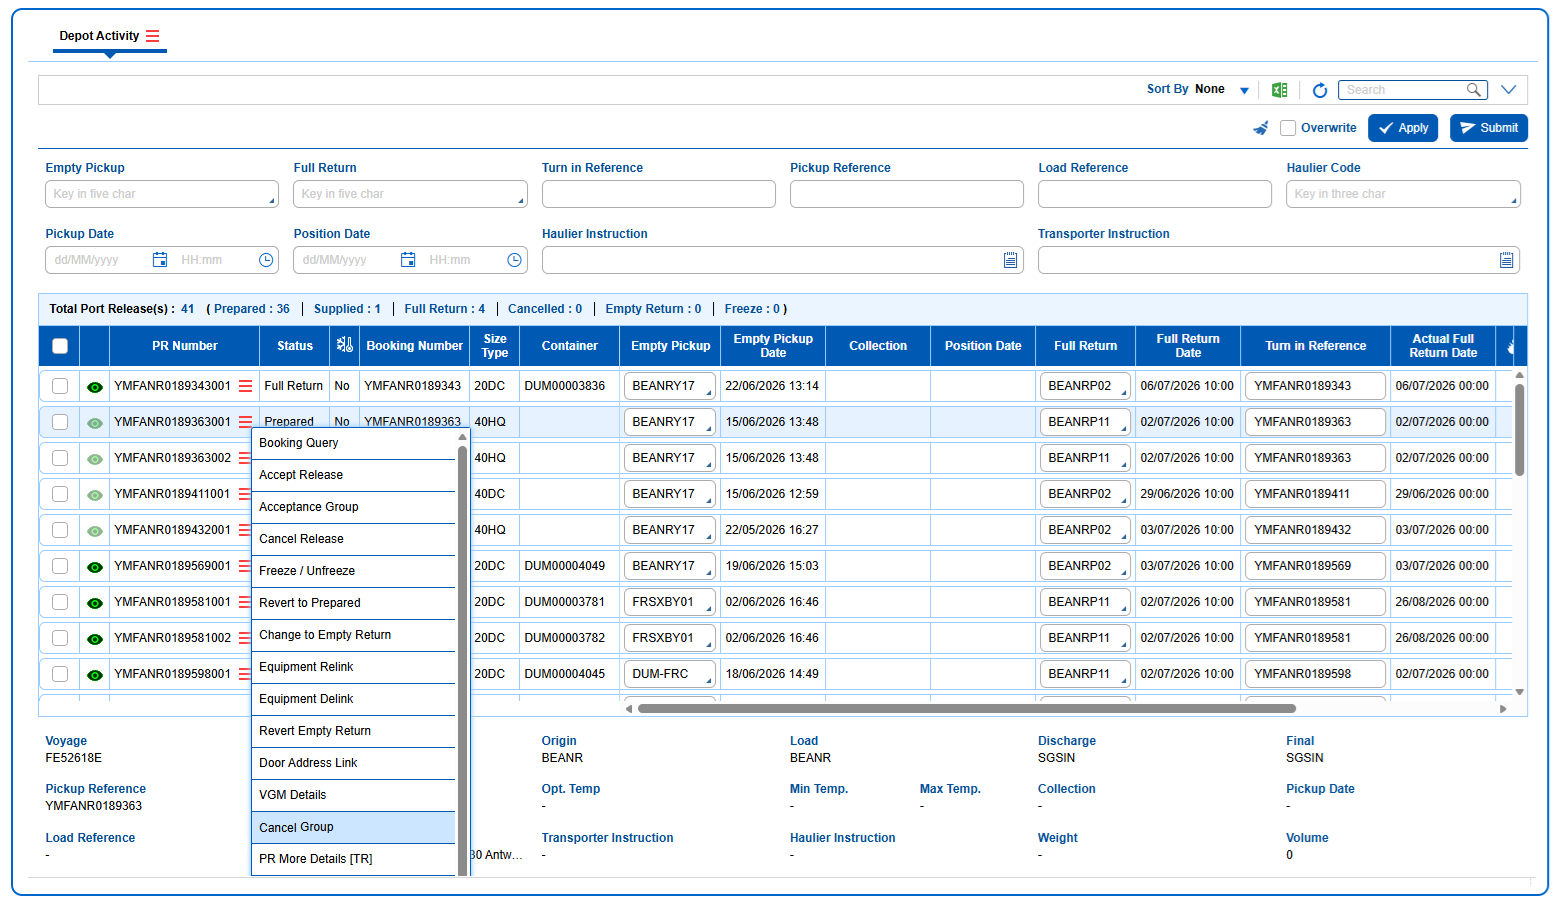 Depot Activity
Sort By None Search
Overwrite Apply Submit
Empty Pickup Full Return Turn in Reference Pickup Reference Load Reference Haulier Code
Key in five char Key in five char Key in three char
Pickup Date Position Date Haulier Instruction Transporter Instruction
dd/MM/yyyy HH:mm dd/MM/yyyy HH:mm
Total Port Release(s) : 41 ( Prepared : 36 | Supplied : 1 | Full Return : 4 | Cancelled : 0 | Empty Return : 0 | Freeze : 0 )
PR Number Status Booking Number Size Type Container Empty Pickup Empty Pickup Date Collection Position Date Full Return Full Return Date Turn in Reference Actual Full Return Date
YMFANR0189343001 Full Return No YMFANR0189343 20DC DUM00003836 BEANRY17 22/06/2026 13:14 BEANRP02 06/07/2026 10:00 YMFANR0189343 06/07/2026 00:00
YMFANR0189363001 Prepared No YMFANR0189363 40HQ BEANRY17 15/06/2026 13:48 BEANRP11 02/07/2026 10:00 YMFANR0189363 02/07/2026 00:00
YMFANR0189363002 40HQ BEANRY17 15/06/2026 13:48 BEANRP11 02/07/2026 10:00 YMFANR0189363 02/07/2026 00:00
YMFANR0189411001 40DC BEANRY17 15/06/2026 12:59 BEANRP02 29/06/2026 10:00 YMFANR0189411 29/06/2026 00:00
YMFANR0189432001 40HQ BEANRY17 22/05/2026 16:27 BEANRP02 03/07/2026 10:00 YMFANR0189432 03/07/2026 00:00
YMFANR0189569001 20DC DUM00004049 BEANRY17 19/06/2026 15:03 BEANRP02 03/07/2026 10:00 YMFANR0189569 03/07/2026 00:00
YMFANR0189581001 20DC DUM00003781 FRSXBY01 02/06/2026 16:46 BEANRP11 02/07/2026 10:00 YMFANR0189581 26/08/2026 00:00
YMFANR0189581002 20DC DUM00003782 FRSXBY01 02/06/2026 16:46 BEANRP11 02/07/2026 10:00 YMFANR0189581 26/08/2026 00:00
YMFANR0189598001 20DC DUM00004045 DUM-FRC 18/06/2026 14:49 BEANRP11 02/07/2026 10:00 YMFANR0189598 02/07/2026 00:00
Booking Query
Accept Release
Acceptance Group
Cancel Release
Freeze / Unfreeze
Revert to Prepared
Change to Empty Return
Equipment Relink
Equipment Delink
Revert Empty Return
Door Address Link
VGM Details
Cancel Group
PR More Details [TR]
Voyage Origin Load Discharge Final
FE52618E BEANR BEANR SGSIN SGSIN
Pickup Reference Opt. Temp Min Temp. Max Temp. Collection Pickup Date
YMFANR0189363 - - - - -
Load Reference Transporter Instruction Haulier Instruction Weight Volume
- 30 Antw... - - - 0